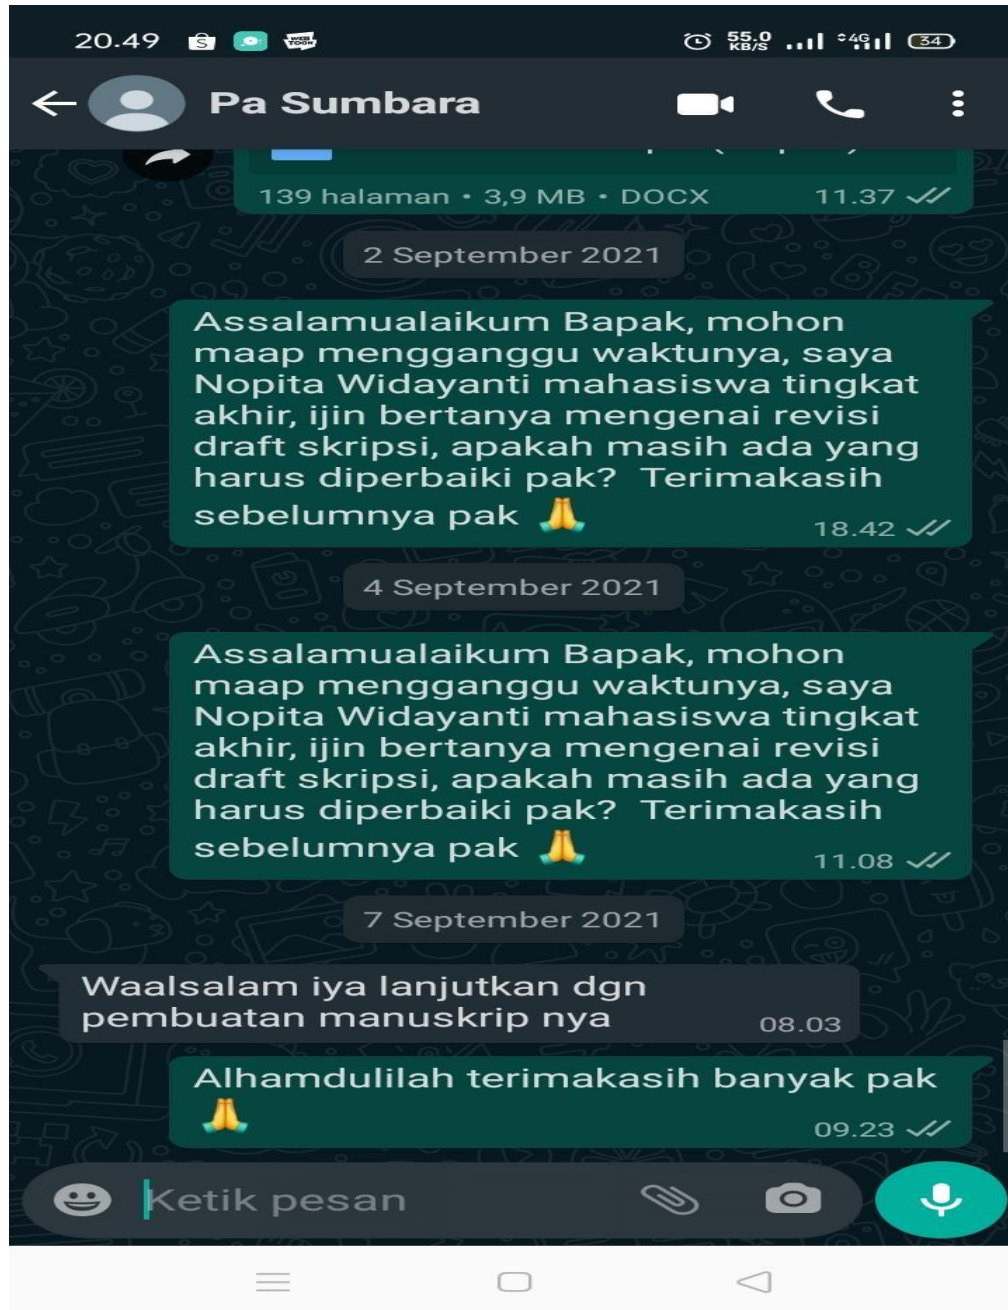 20.49
55.0
KB/S
4G
34
Pa Sumbara
139 halaman • 3,9 MB • DOCX 11.37
2 September 2021
Assalamualaikum Bapak, mohon
maap mengganggu waktunya, saya
Nopita Widayanti mahasiswa tingkat
akhir, ijin bertanya mengenai revisi
draft skripsi, apakah masih ada yang
harus diperbaiki pak? Terimakasih
sebelumnya pak 🙏
18.42
4 September 2021
Assalamualaikum Bapak, mohon
maap mengganggu waktunya, saya
Nopita Widayanti mahasiswa tingkat
akhir, ijin bertanya mengenai revisi
draft skripsi, apakah masih ada yang
harus diperbaiki pak? Terimakasih
sebelumnya pak 🙏
11.08
7 September 2021
Waalsalam iya lanjutkan dgn
pembuatan manuskrip nya
08.03
Alhamdulilah terimakasih banyak pak
🙏
09.23
Ketik pesan